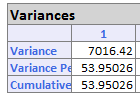 Variances
1
Variance 7016.42
Variance Pe 53.95026
Cumulative 53.95026